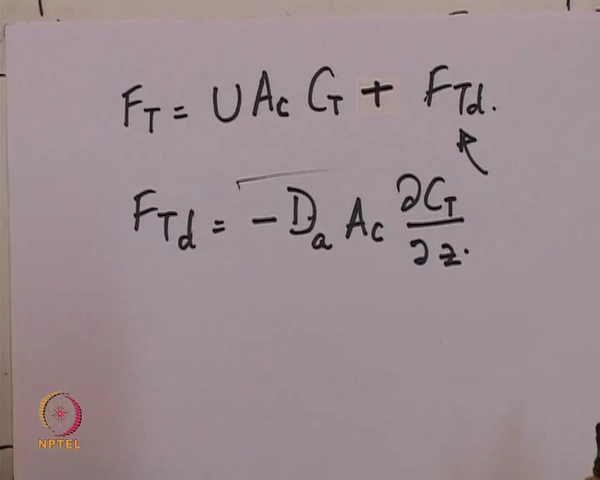 F_T = U A_c C_T + F_Td.
F_Td = - D_a A_c ∂C_T/∂z.
NPTEL